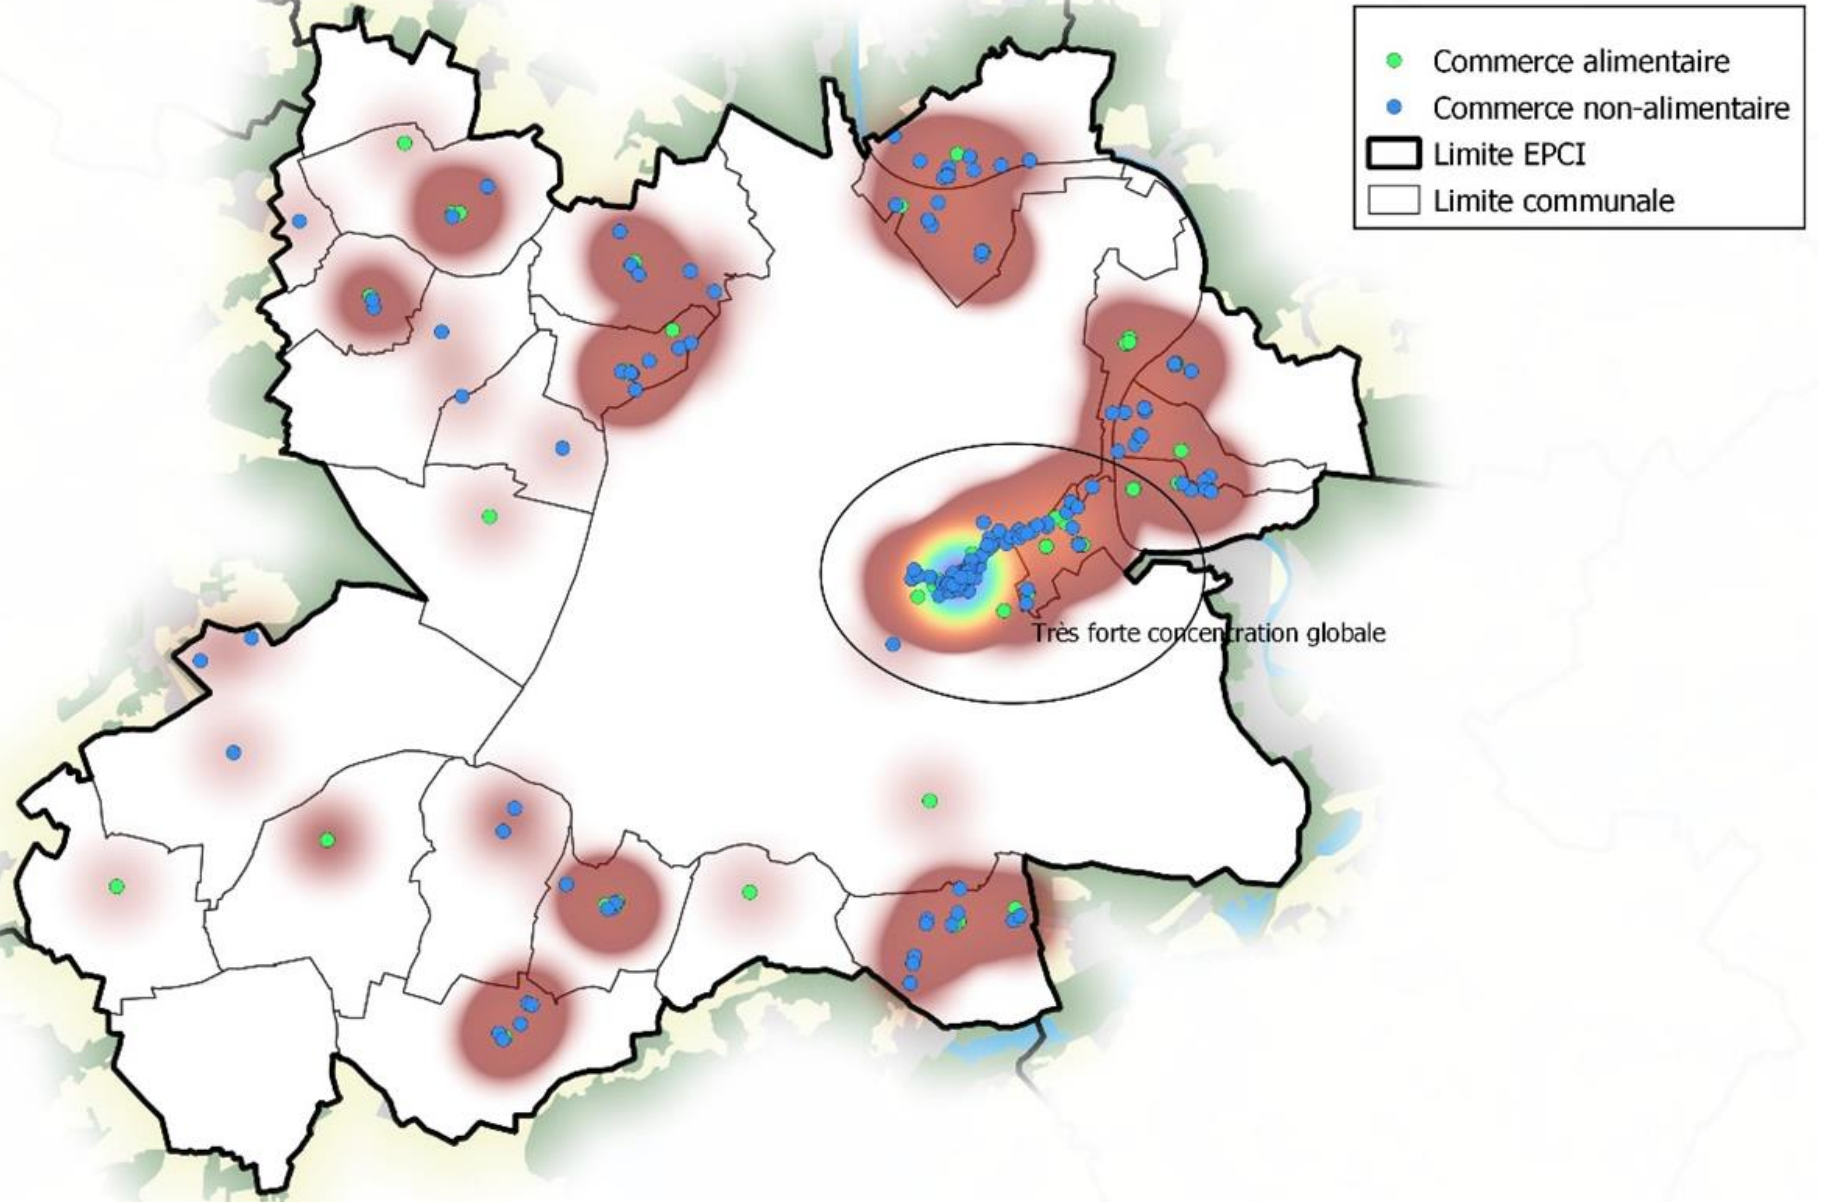 Commerce alimentaire
Commerce non-alimentaire
Limite EPCI
Limite communale
Très forte concentration globale